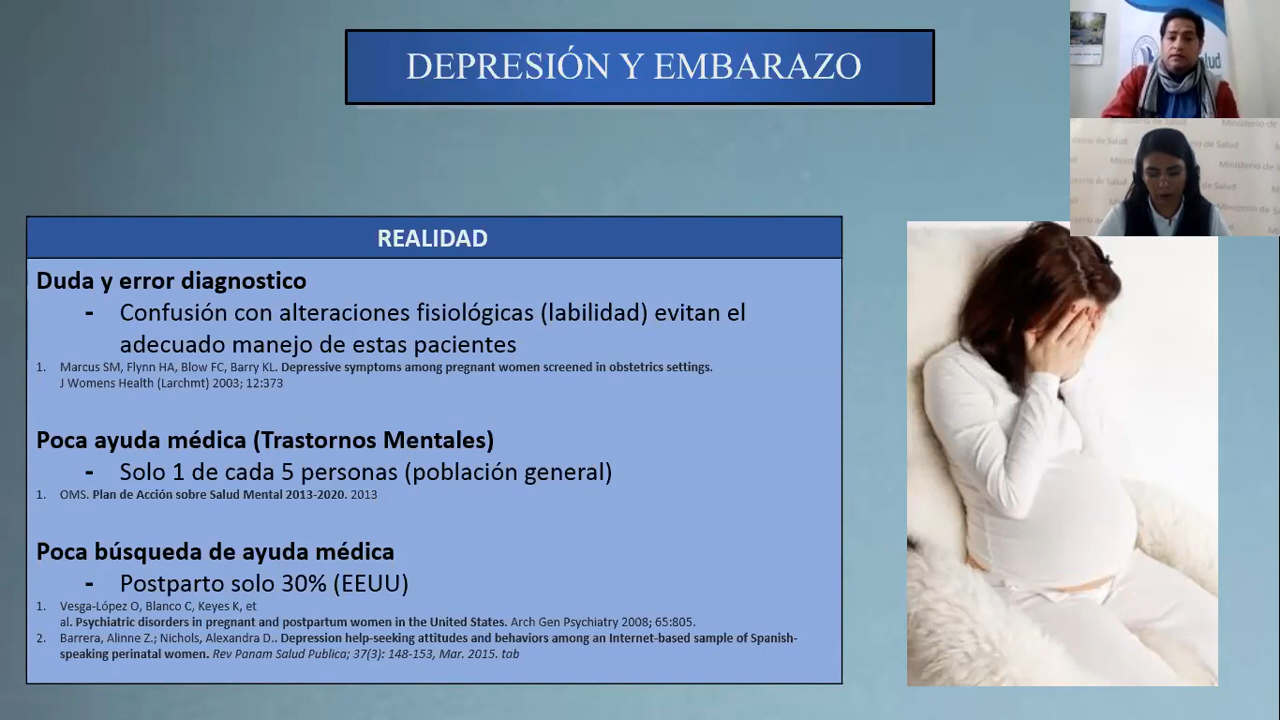 DEPRESIÓN Y EMBARAZO
REALIDAD
Duda y error diagnostico
- Confusión con alteraciones fisiológicas (labilidad) evitan el
adecuado manejo de estas pacientes
1. Marcus SM, Flynn HA, Blow FC, Barry KL. Depressive symptoms among pregnant women screened in obstetrics settings.
J Womens Health (Larchmt) 2003; 12:373
Poca ayuda médica (Trastornos Mentales)
- Solo 1 de cada 5 personas (población general)
1. OMS. Plan de Acción sobre Salud Mental 2013-2020. 2013
Poca búsqueda de ayuda médica
- Postparto solo 30% (EEUU)
1. Vesga-López O, Blanco C, Keyes K, et
al. Psychiatric disorders in pregnant and postpartum women in the United States. Arch Gen Psychiatry 2008; 65:805.
2. Barrera, Alinne Z.; Nichols, Alexandra D.. Depression help-seeking attitudes and behaviors among an Internet-based sample of Spanish-
speaking perinatal women. Rev Panam Salud Publica; 37(3): 148-153, Mar. 2015. tab
Ministerio de Salud
Ministerio de Salud